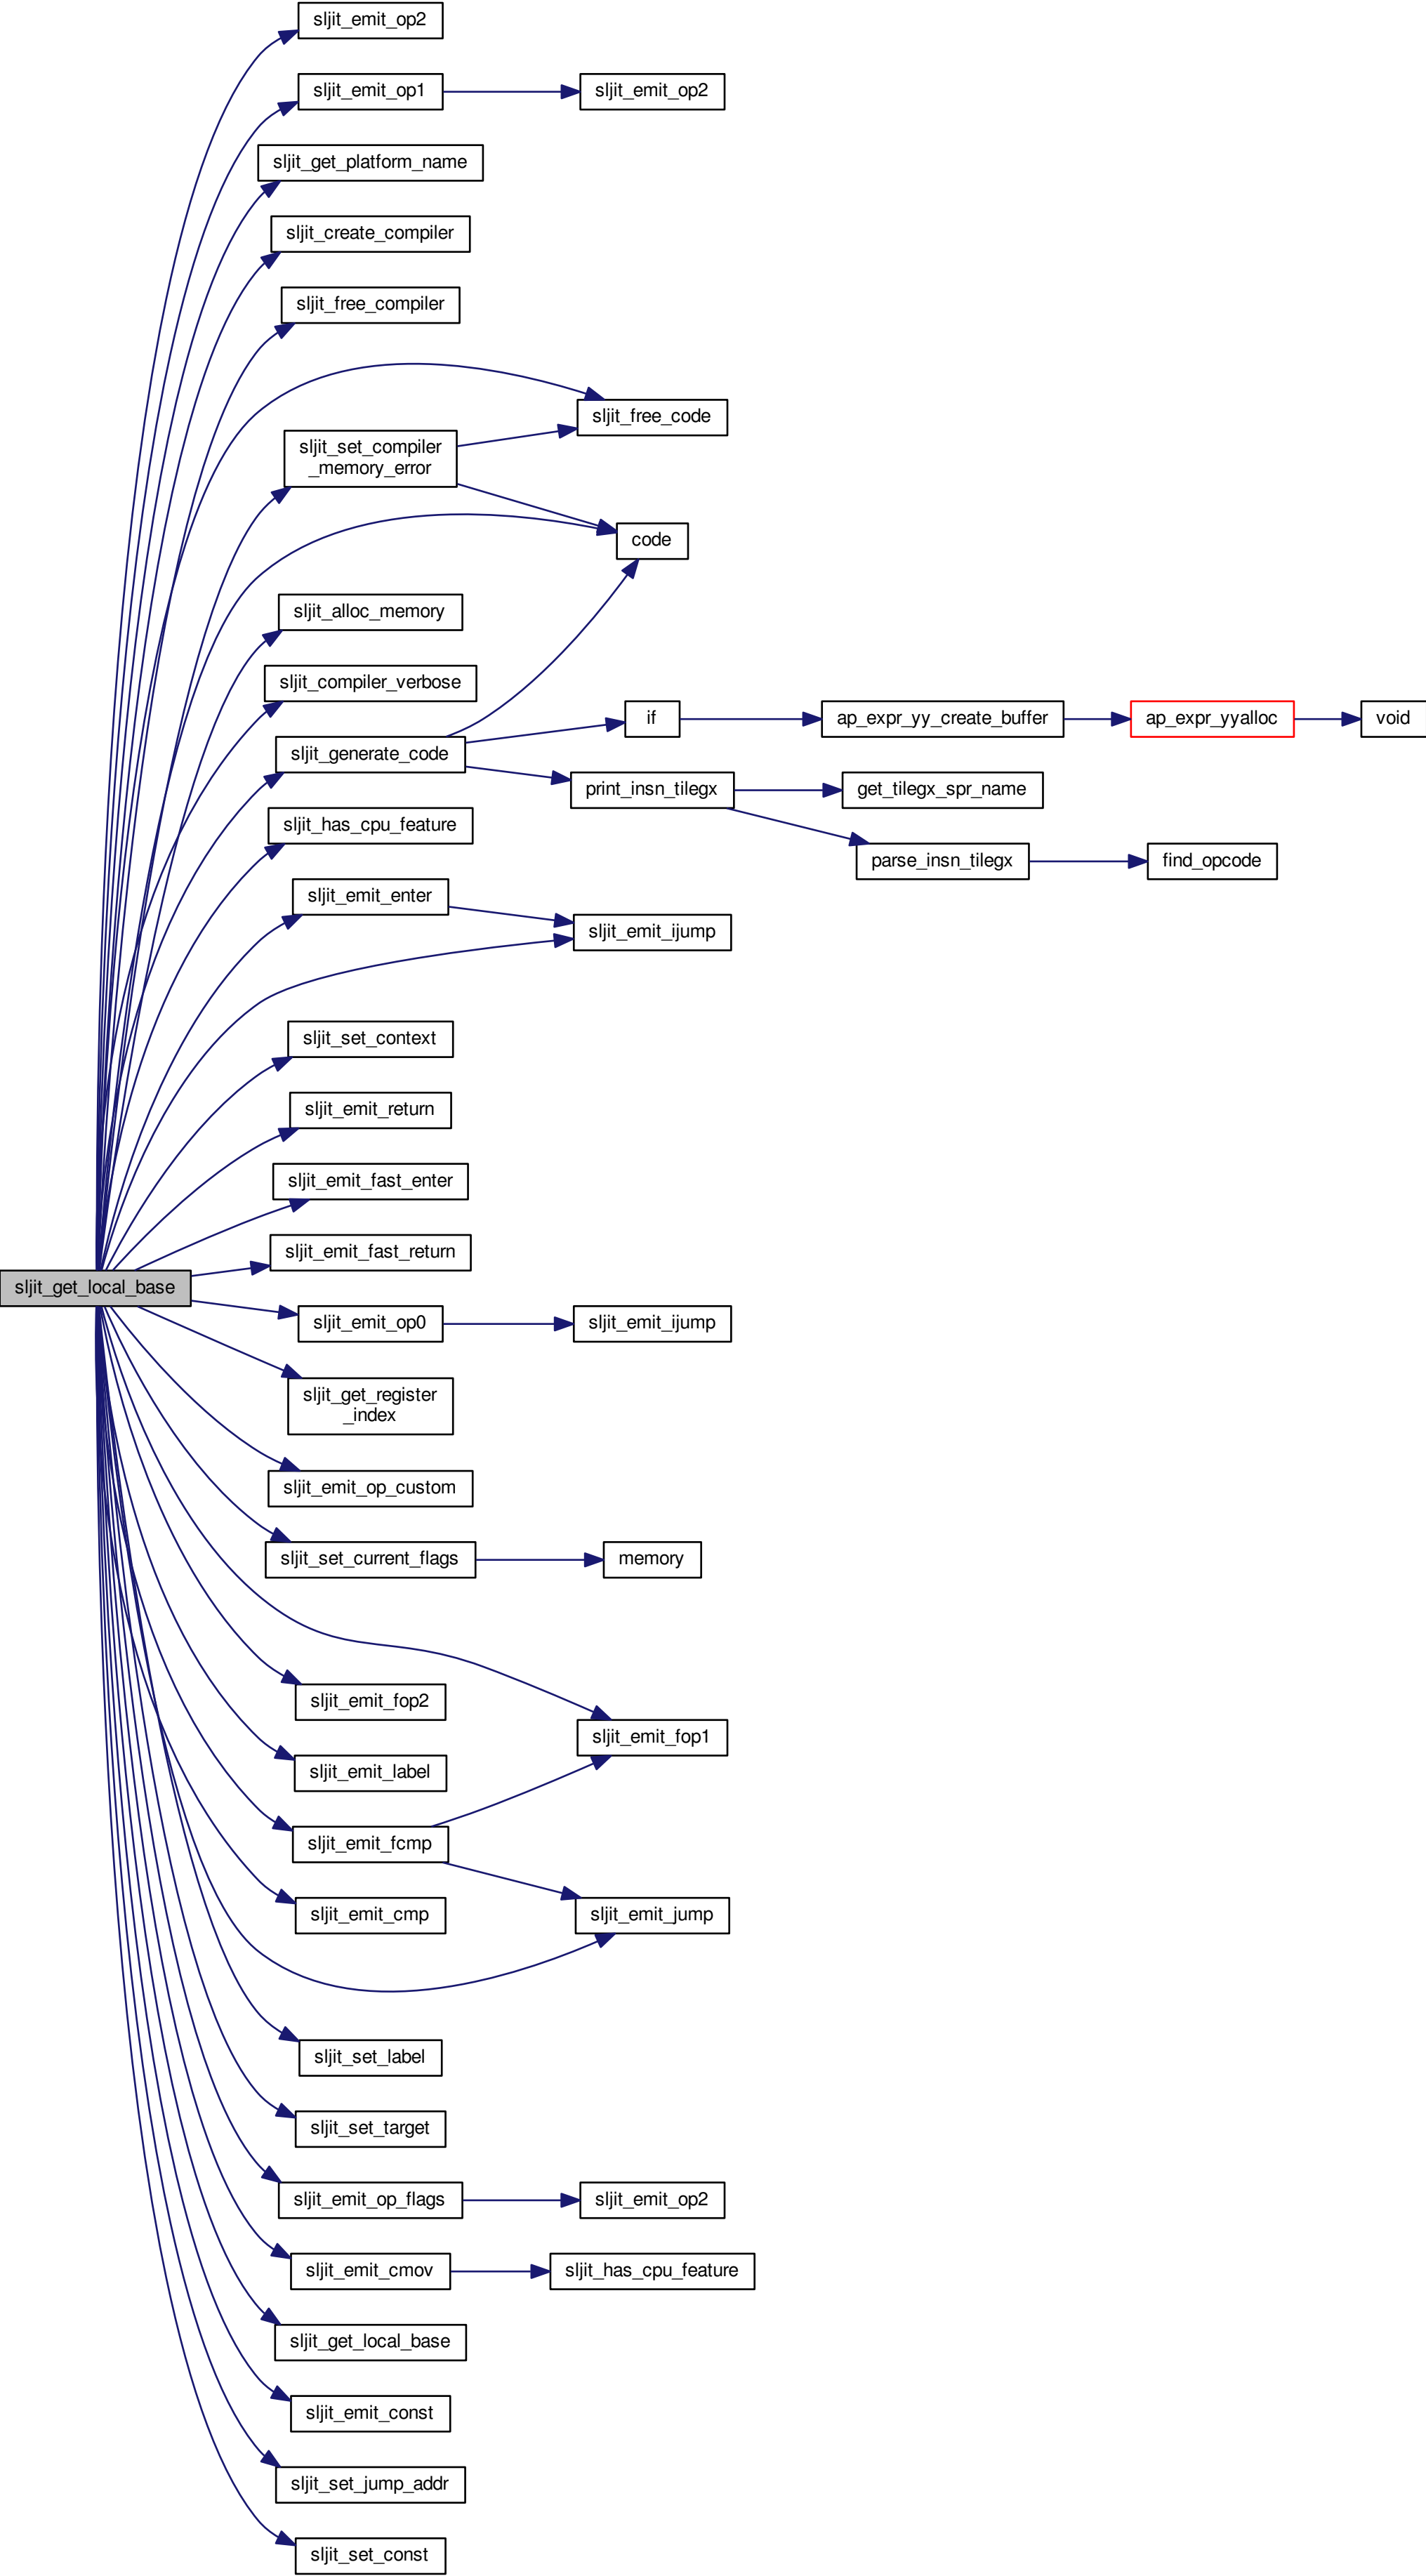 sljit_emit_op2
sljit_emit_op1
sljit_emit_op2
sljit_get_platform_name
sljit_create_compiler
sljit_free_compiler
sljit_free_code
sljit_set_compiler
_memory_error
code
sljit_alloc_memory
sljit_compiler_verbose
if
ap_expr_yy_create_buffer
ap_expr_yyalloc
void
sljit_generate_code
print_insn_tilegx
get_tilegx_spr_name
sljit_has_cpu_feature
parse_insn_tilegx
find_opcode
sljit_emit_enter
sljit_emit_ijump
sljit_set_context
sljit_emit_return
sljit_emit_fast_enter
sljit_emit_fast_return
sljit_get_local_base
sljit_emit_op0
sljit_emit_ijump
sljit_get_register
_index
sljit_emit_op_custom
sljit_set_current_flags
memory
sljit_emit_fop2
sljit_emit_fop1
sljit_emit_label
sljit_emit_fcmp
sljit_emit_cmp
sljit_emit_jump
sljit_set_label
sljit_set_target
sljit_emit_op_flags
sljit_emit_op2
sljit_emit_cmov
sljit_has_cpu_feature
sljit_get_local_base
sljit_emit_const
sljit_set_jump_addr
sljit_set_const